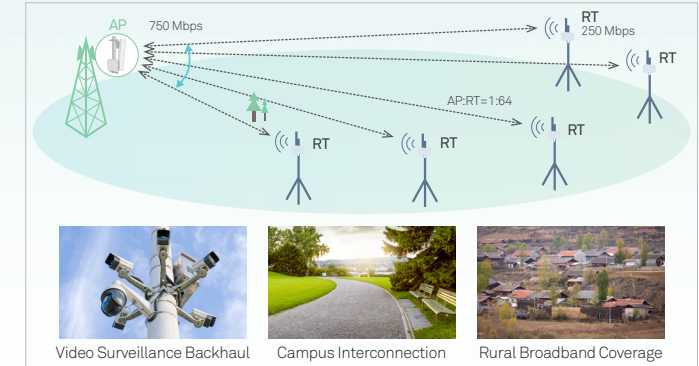 AP
750 Mbps
RT
250 Mbps
RT
AP:RT=1:64
RT
RT
RT
Video Surveillance Backhaul
Campus Interconnection
Rural Broadband Coverage